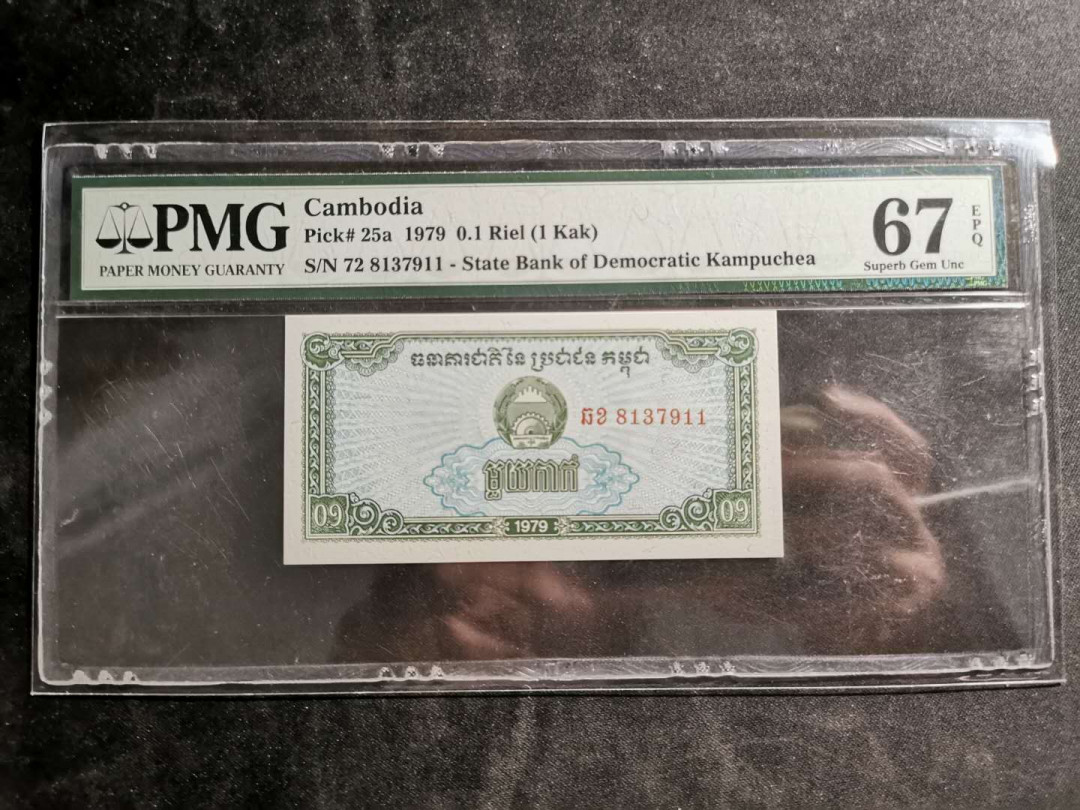 PMG
PAPER MONEY GUARANTY
Cambodia
Pick# 25a 1979 0.1 Riel (1 Kak)
S/N 72 8137911 - State Bank of Democratic Kampuchea
67
EPQ
Superb Gem Unc
ធនាគារជាតិនៃ ប្រជាជន កម្ពុជា
ឆខ 8137911
មួយកាក់
០១ 1979 ០១